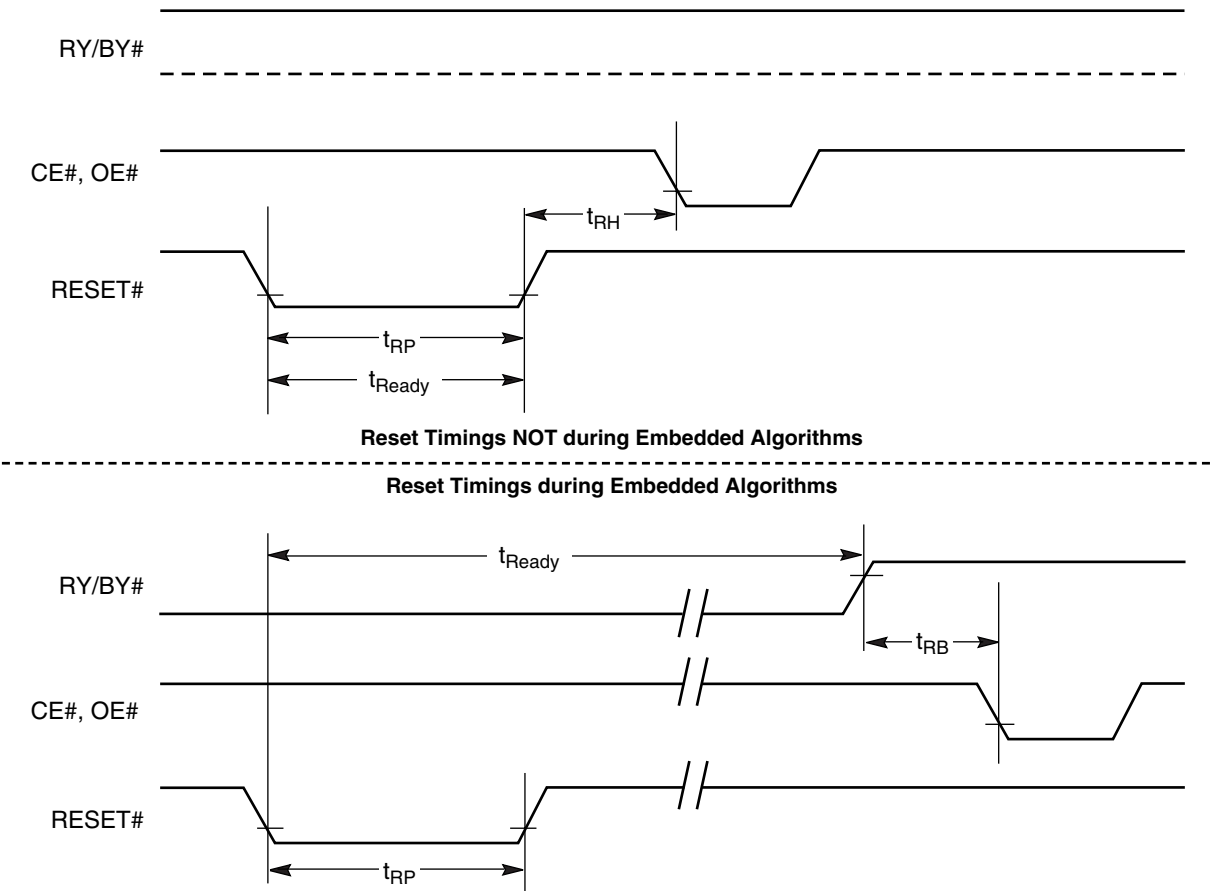 RY/BY#
CE#, OE#
tRH
RESET#
tRP
tReady
Reset Timings NOT during Embedded Algorithms
Reset Timings during Embedded Algorithms
tReady
RY/BY#
tRB
CE#, OE#
RESET#
tRP